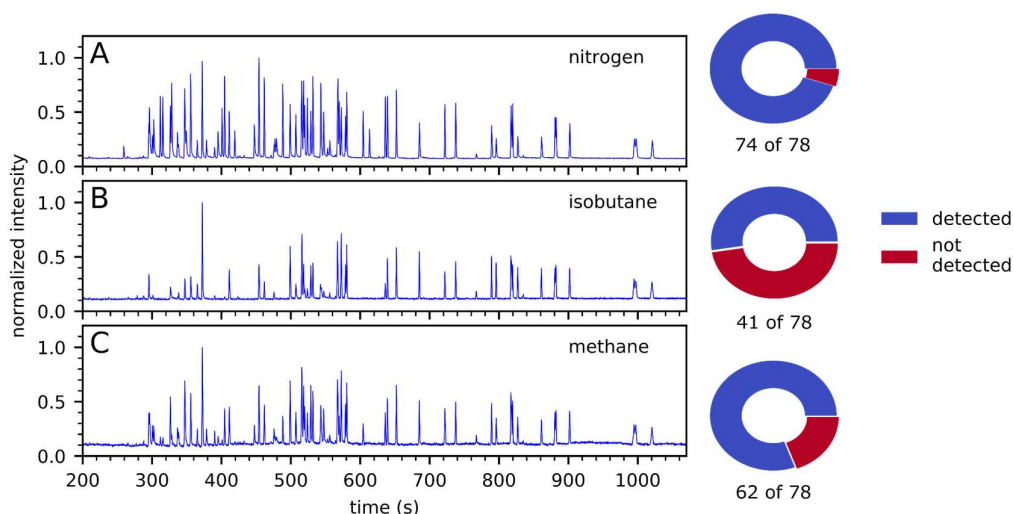 A
nitrogen
1.0
0.5
0.0
74 of 78
B
isobutane
1.0
0.5
0.0
41 of 78
detected
not
detected
C
methane
1.0
0.5
0.0
62 of 78
normalized intensity
200 300 400 500 600 700 800 900 1000
time (s)